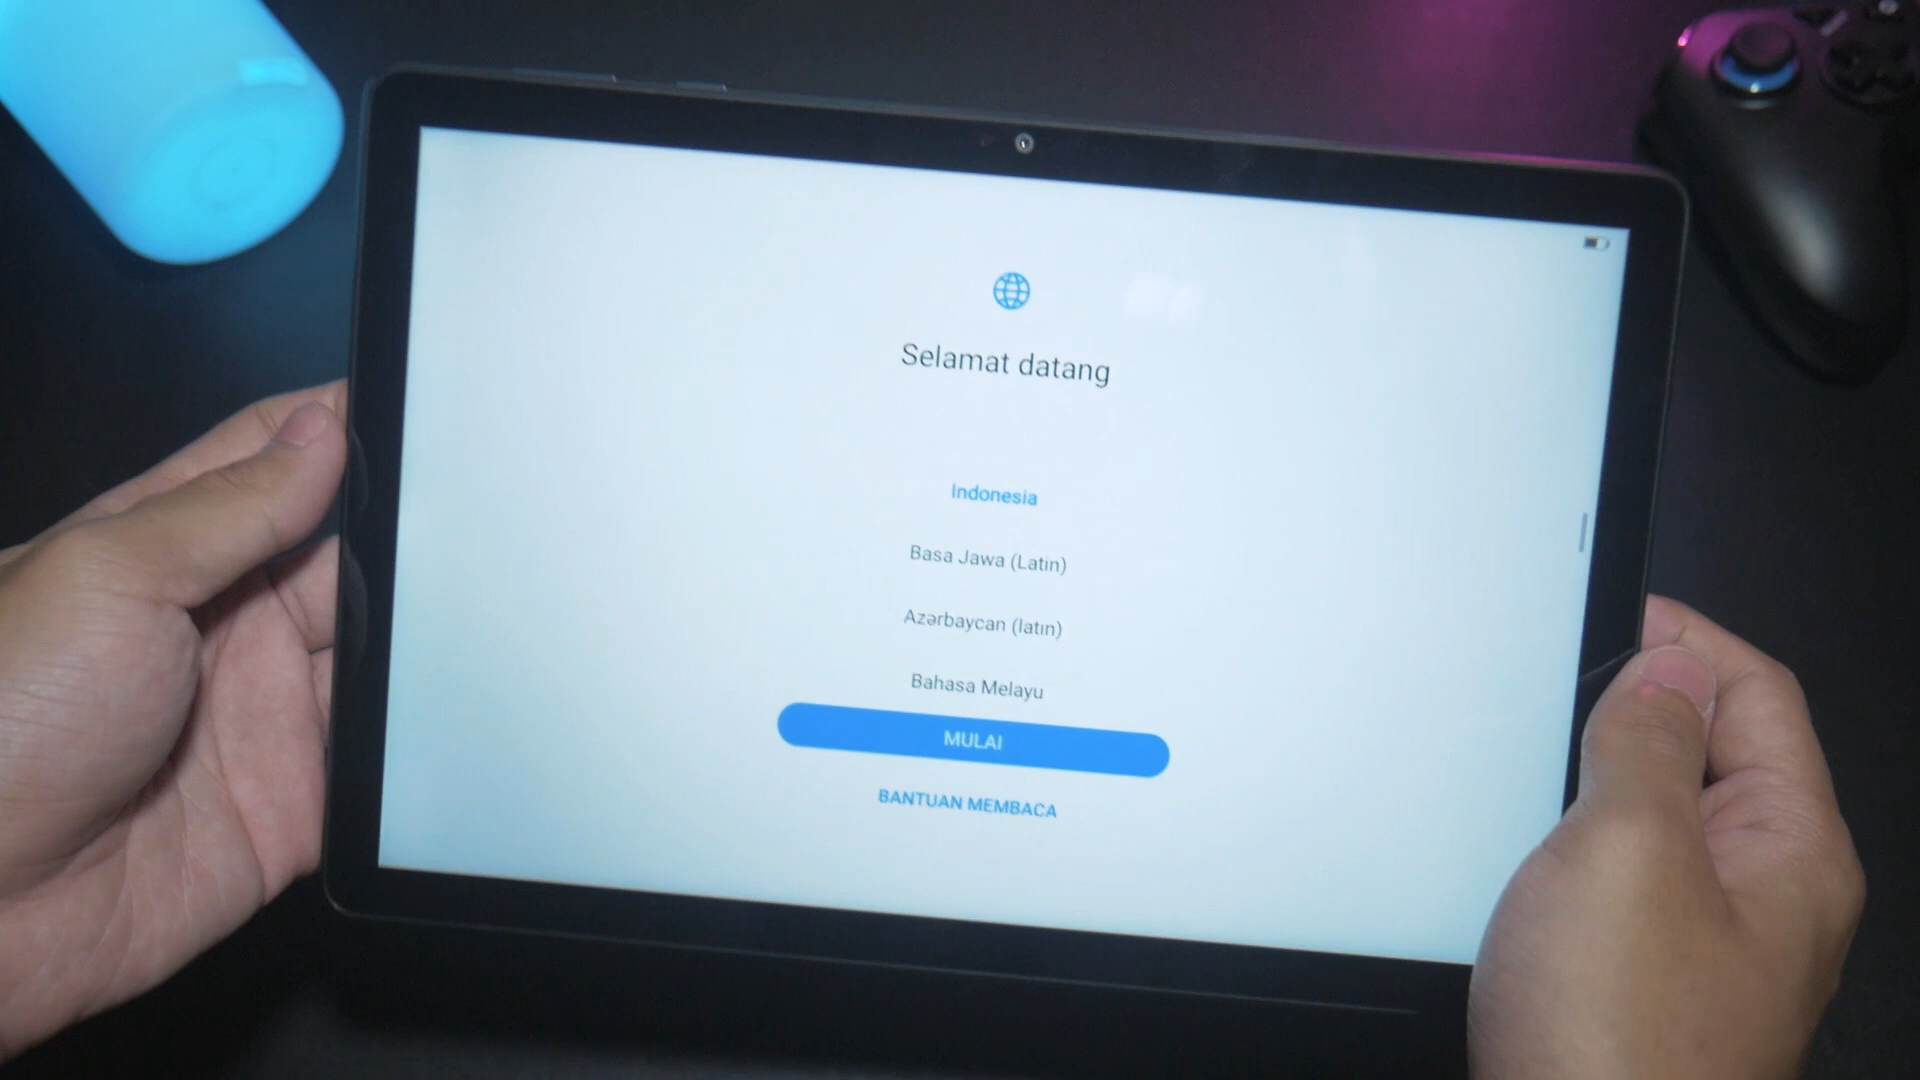 Selamat datang
Indonesia
Basa Jawa (Latin)
Azərbaycan (latın)
Bahasa Melayu
MULAI
BANTUAN MEMBACA